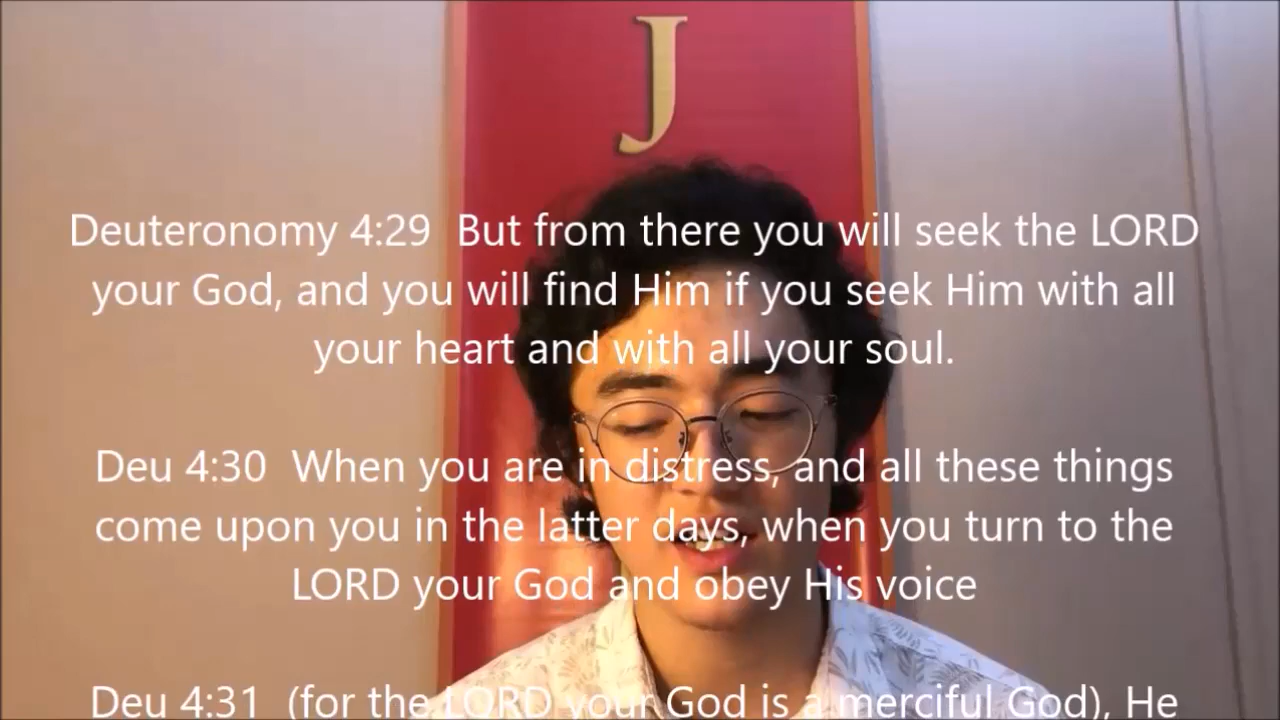 J
Deuteronomy 4:29  But from there you will seek the LORD
your God, and you will find Him if you seek Him with all
your heart and with all your soul.
Deu 4:30  When you are in distress, and all these things
come upon you in the latter days, when you turn to the
LORD your God and obey His voice
Deu 4:31  (for the LORD your God is a merciful God), He